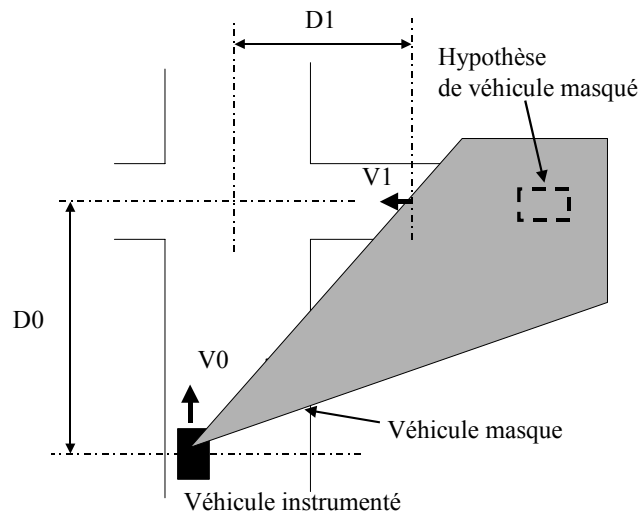 D1
Hypothèse
de véhicule masqué
V1
D0
V0
Véhicule masque
Véhicule instrumenté